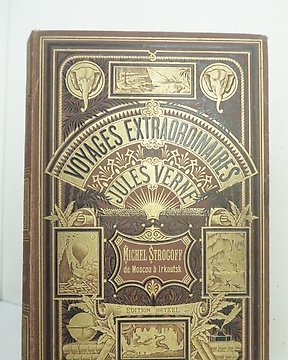 VOYAGES EXTRAORDINAIRES
JULES VERNE
MICHEL STROGOFF
de Moscou à Irkoutsk
EDITION HETZEL